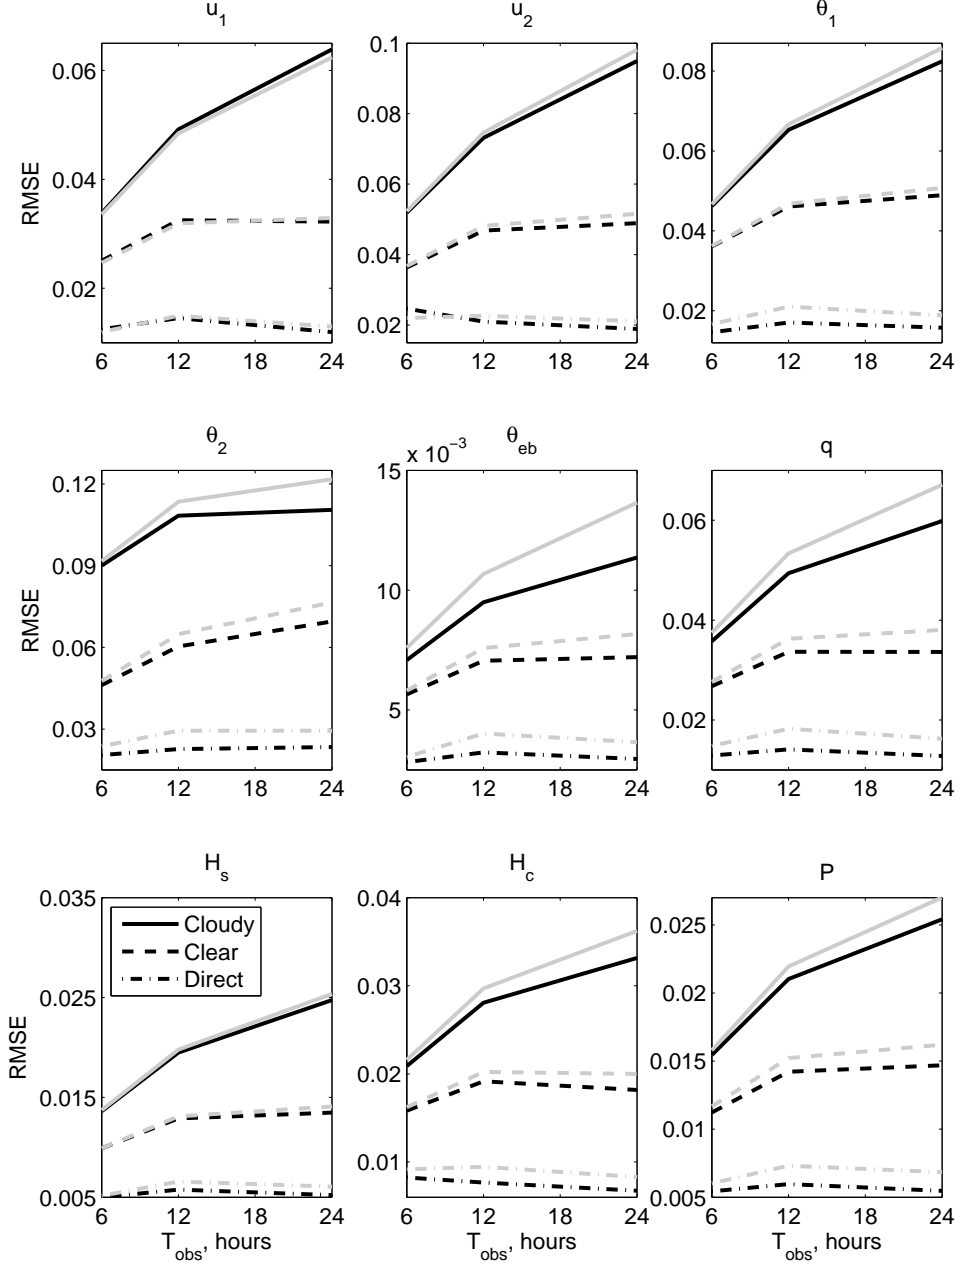 u1 u2 θ1
RMSE
0.06
0.04
0.02
6 12 18 24
0.1
0.08
0.06
0.04
0.02
6 12 18 24
0.08
0.06
0.04
0.02
6 12 18 24
θ2 θeb q
RMSE
0.12
0.09
0.06
0.03
6 12 18 24
x 10−3
15
10
5
6 12 18 24
0.06
0.04
0.02
6 12 18 24
Hs Hc P
RMSE
0.035
0.025
0.015
0.005
Cloudy
Clear
Direct
6 12 18 24
Tobs, hours
0.04
0.03
0.02
0.01
6 12 18 24
Tobs, hours
0.025
0.02
0.015
0.01
0.005
6 12 18 24
Tobs, hours